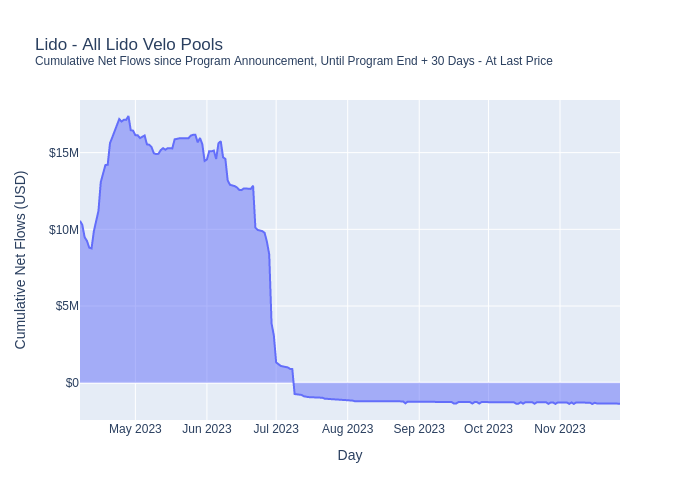 Lido - All Lido Velo Pools
Cumulative Net Flows since Program Announcement, Until Program End + 30 Days - At Last Price
Cumulative Net Flows (USD)
$15M
$10M
$5M
$0
May 2023
Jun 2023
Jul 2023
Aug 2023
Sep 2023
Oct 2023
Nov 2023
Day